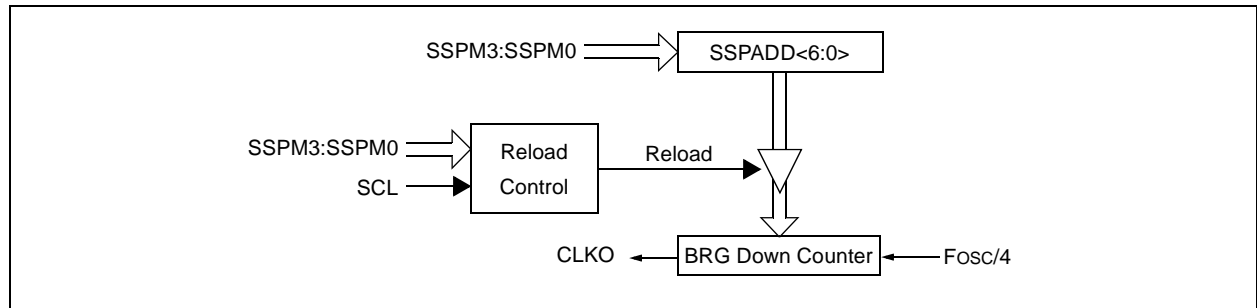 SSPM3:SSPM0
SSPADD<6:0>
SSPM3:SSPM0
SCL
Reload
Control
Reload
CLKO
BRG Down Counter
FOSC/4